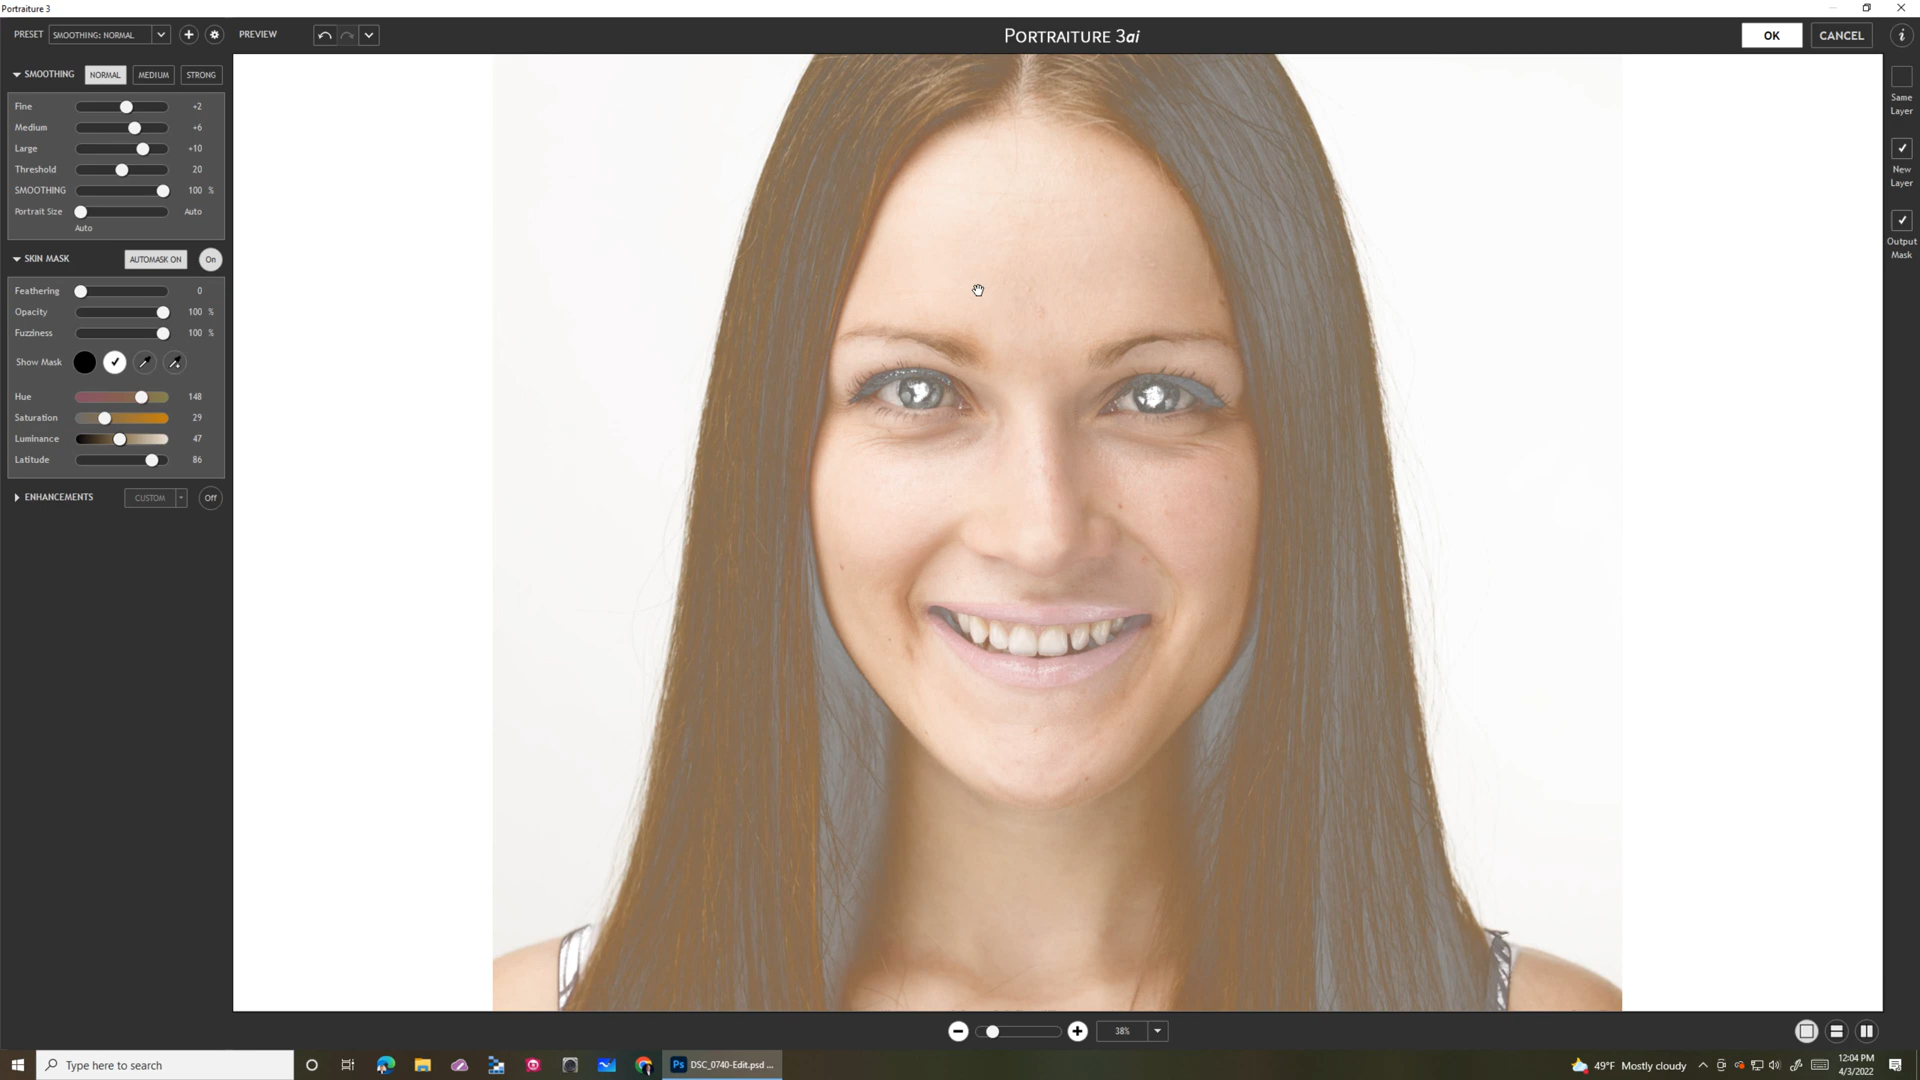 Portraiture 3
PRESET SMOOTHING: NORMAL PREVIEW PORTRAITURE 3ai OK CANCEL i
SMOOTHING NORMAL MEDIUM STRONG
Fine +2
Medium +6
Large +10
Threshold 20
SMOOTHING 100 %
Portrait Size Auto
Auto
SKIN MASK AUTOMASK ON On
Feathering 0
Opacity 100 %
Fuzziness 100 %
Show Mask
Hue 148
Saturation 29
Luminance 47
Latitude 86
ENHANCEMENTS CUSTOM Off
Same
Layer
New
Layer
Output
Mask
38%
Type here to search Ps DSC_0740-Edit.psd ... 49°F Mostly cloudy 12:04 PM
4/3/2022